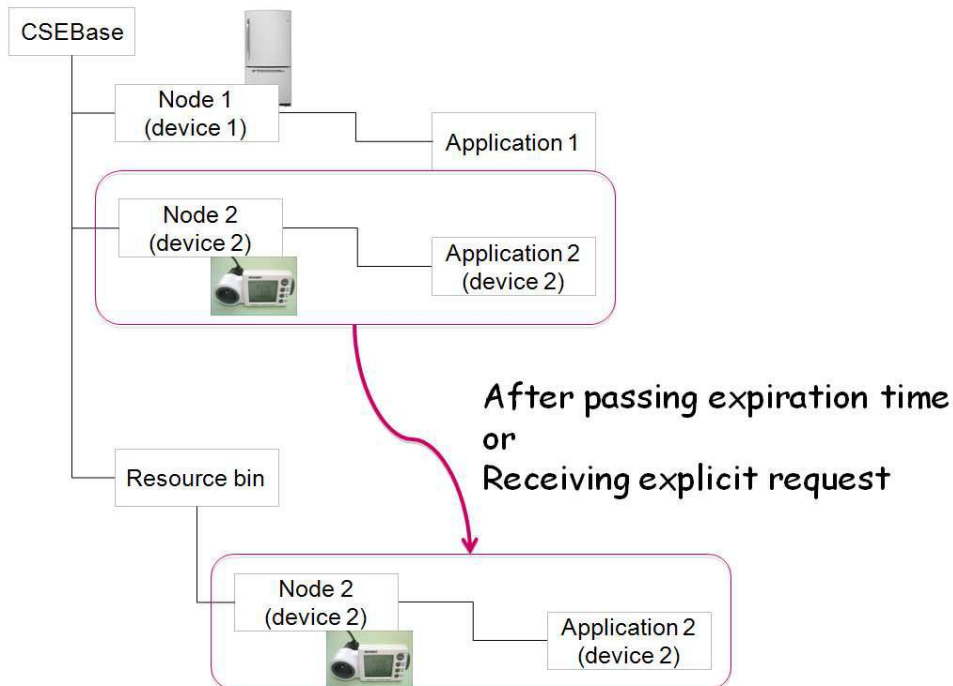 CSEBase
Node 1
(device 1)
Application 1
Node 2
(device 2)
Application 2
(device 2)
After passing expiration time
or
Receiving explicit request
Resource bin
Node 2
(device 2)
Application 2
(device 2)